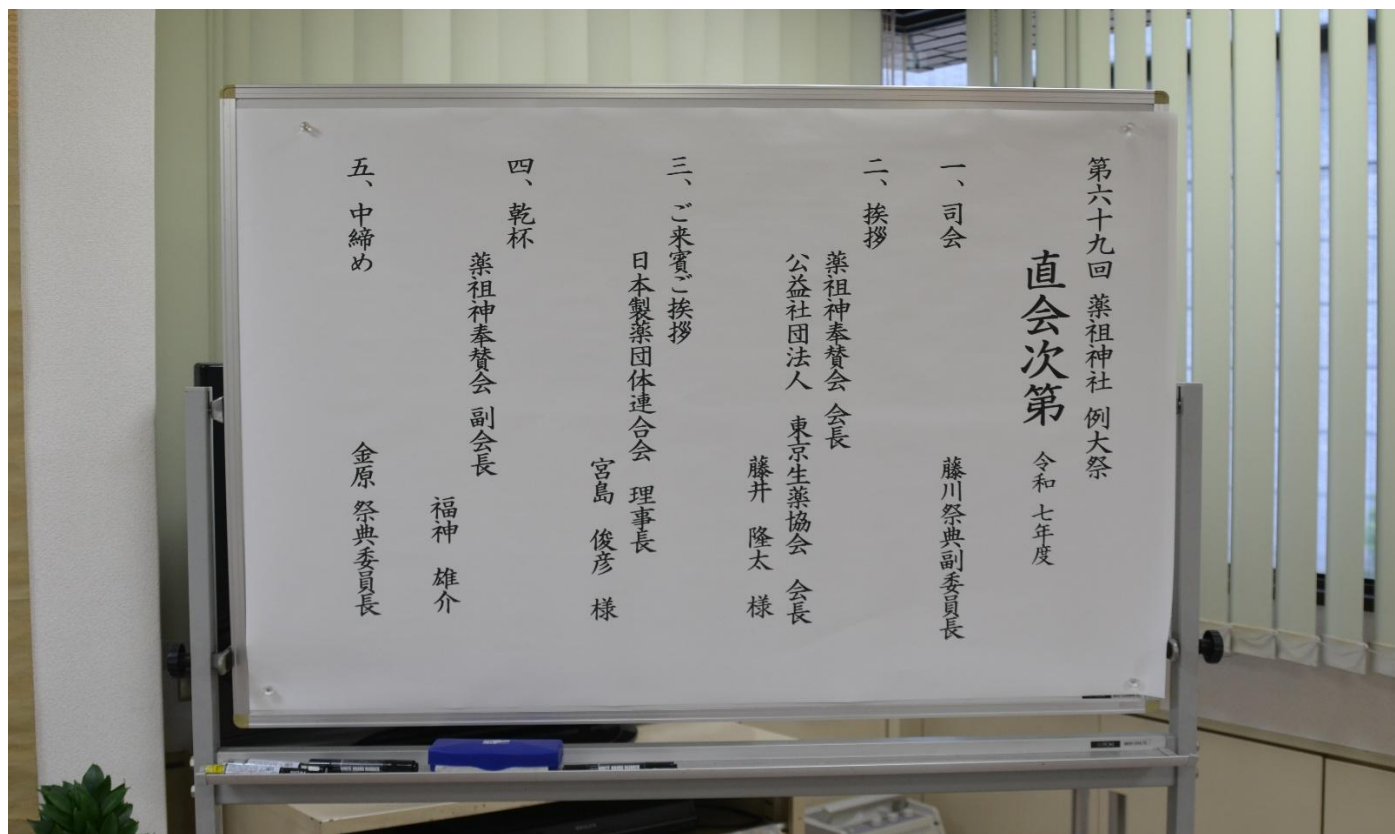 第六十九回 薬祖神社 例大祭
直会次第 令和 七年度
一、司会 藤川祭典副委員長
二、挨拶
薬祖神奉賛会 会長
公益社団法人 東京生薬協会 会長
藤井 隆太 様
三、ご来賓ご挨拶
日本製薬団体連合会 理事長
宮島 俊彦 様
四、乾杯
薬祖神奉賛会 副会長
福神 雄介
五、中締め 金原 祭典委員長